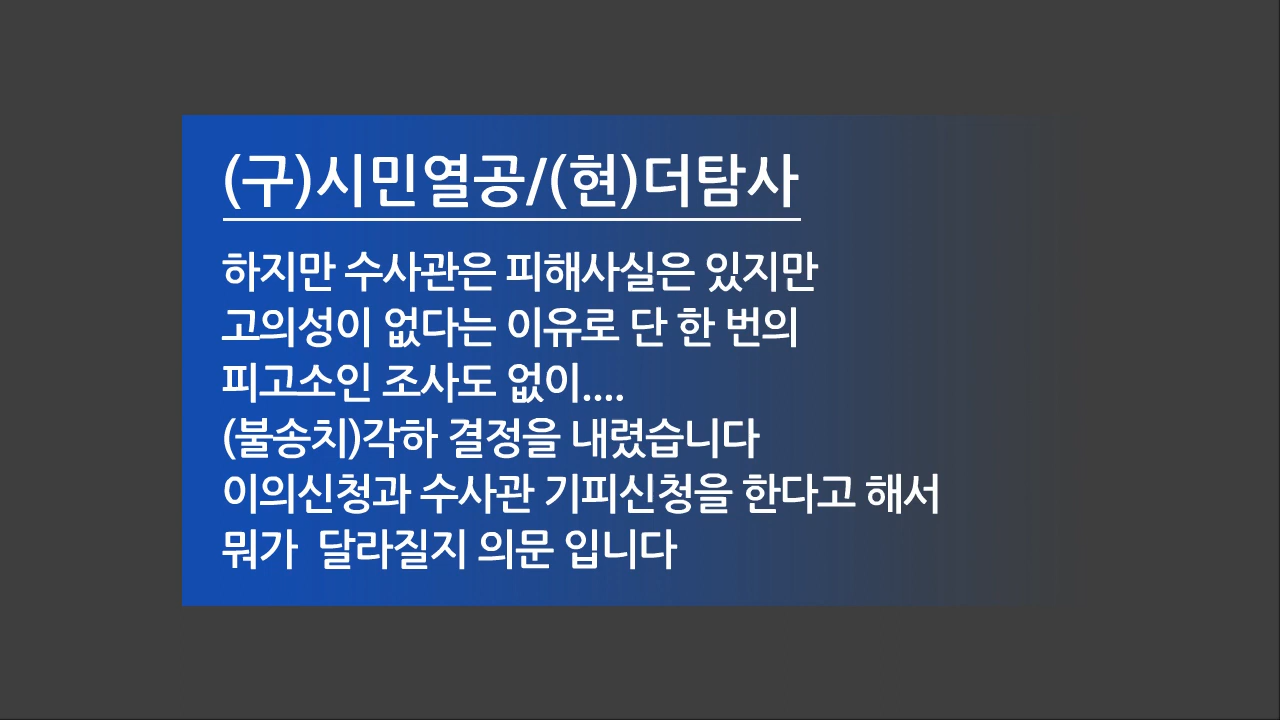 (구)시민열공/(현)더탐사
하지만 수사관은 피해사실은 있지만
고의성이 없다는 이유로 단 한 번의
피고소인 조사도 없이....
(불송치)각하 결정을 내렸습니다
이의신청과 수사관 기피신청을 한다고 해서
뭐가  달라질지 의문 입니다